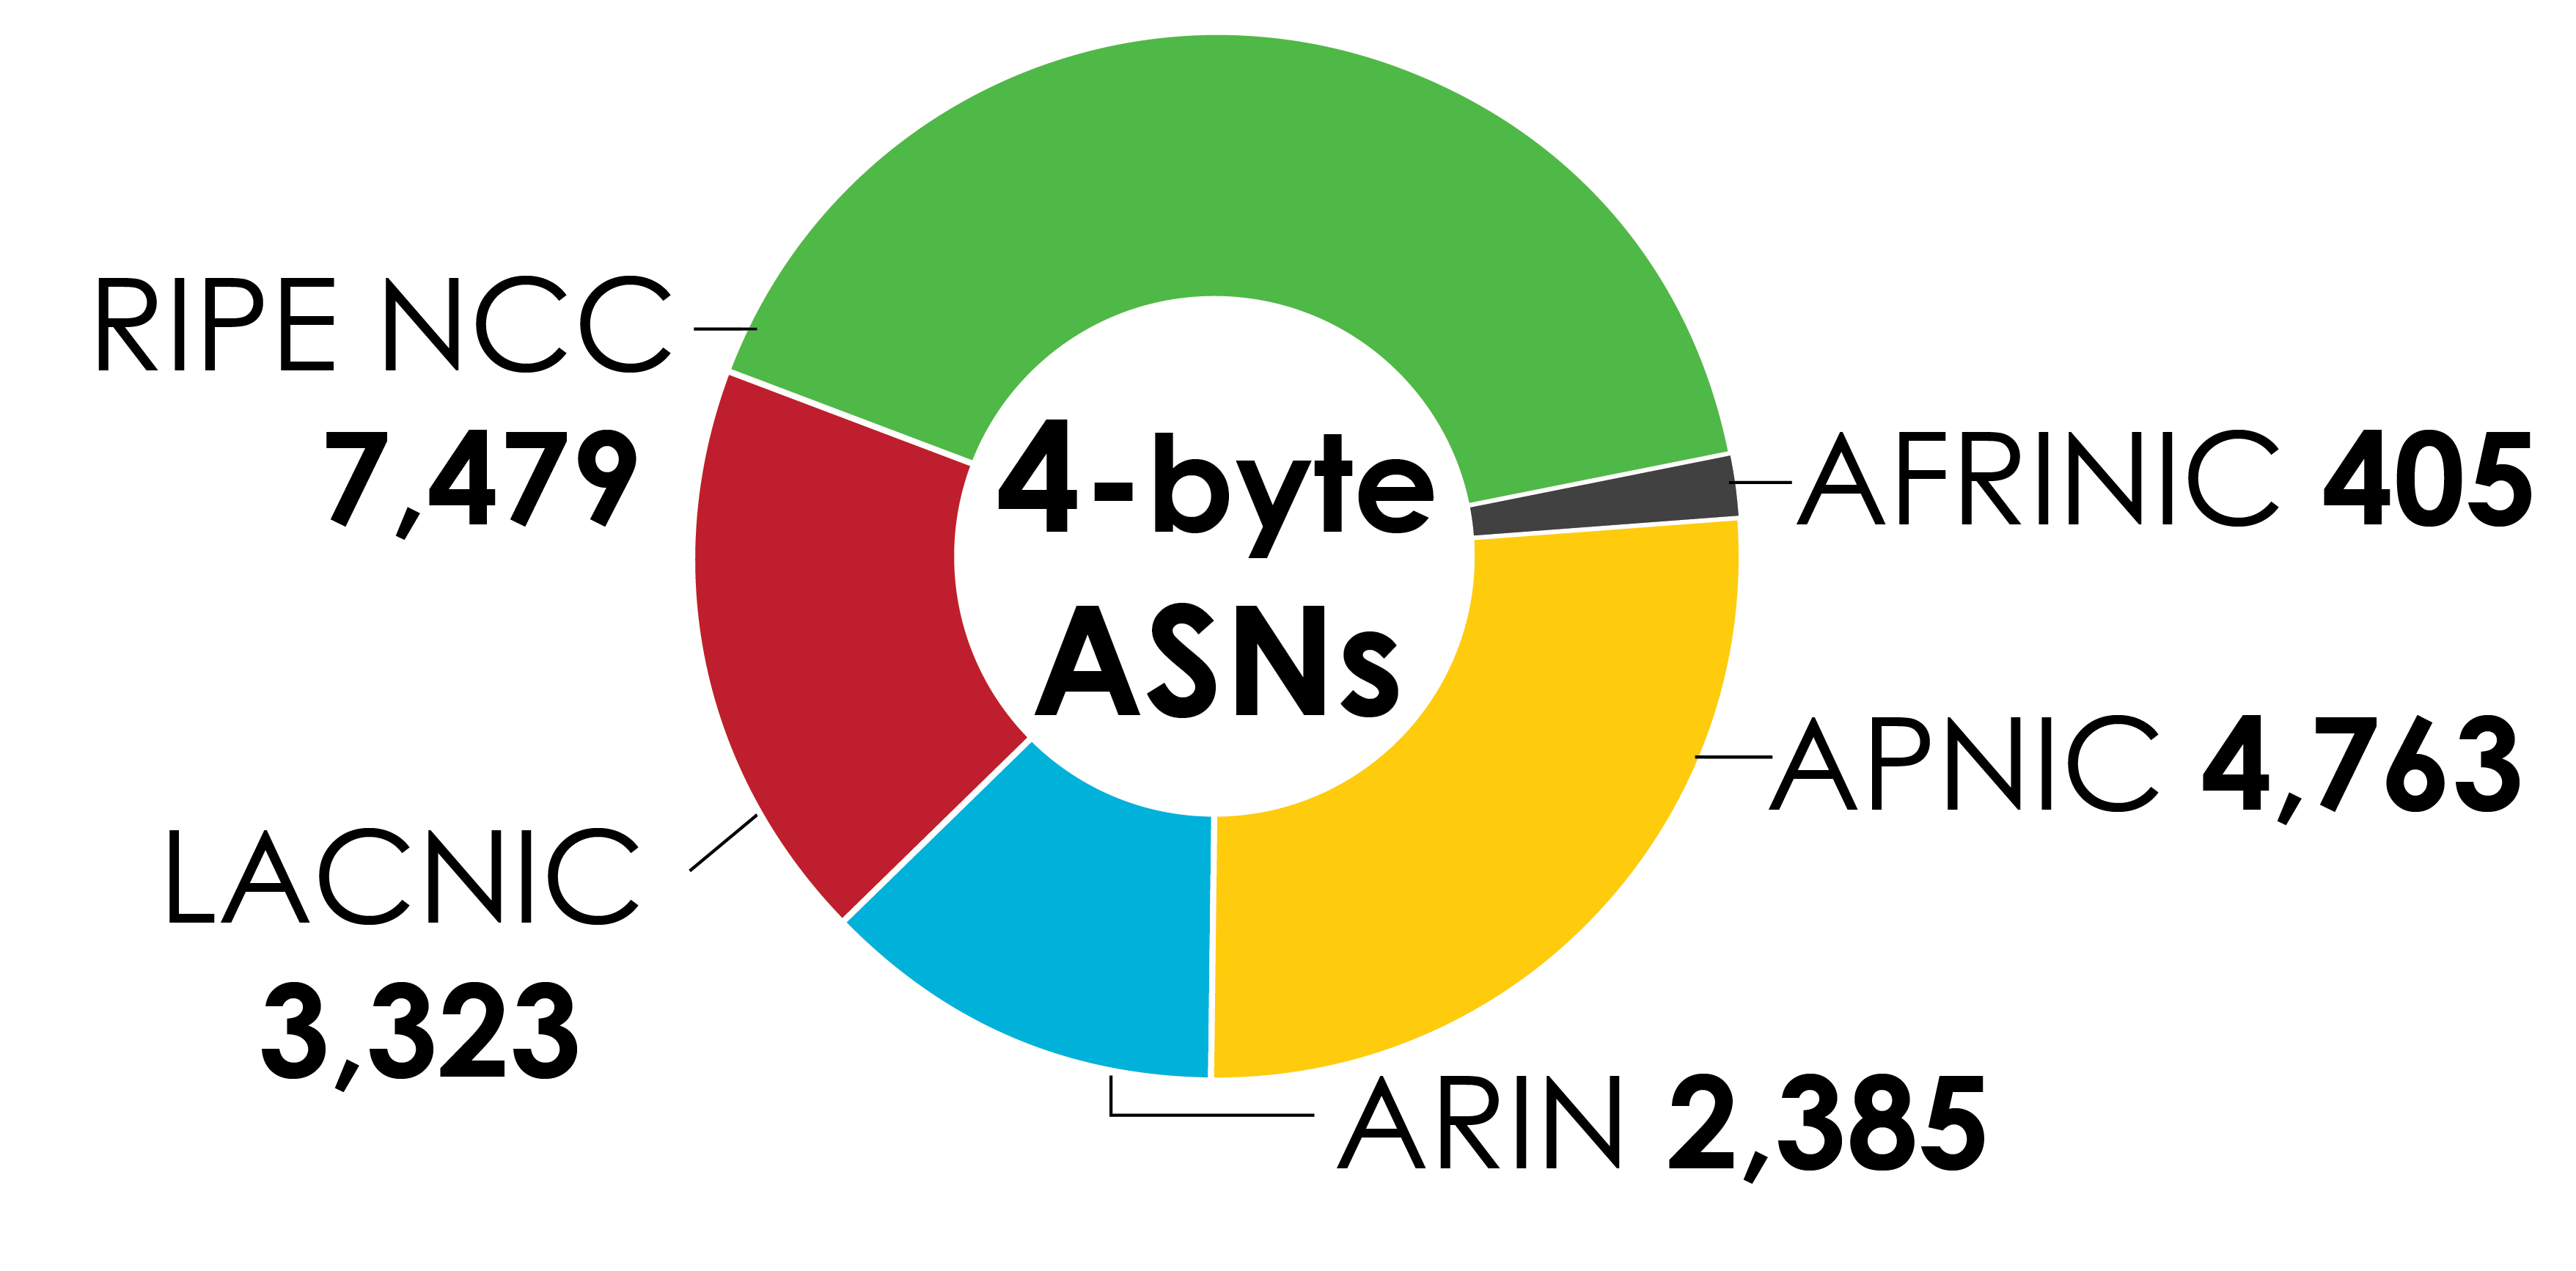 RIPE NCC
7,479
4-byte
ASNs
AFRINIC 405
APNIC 4,763
LACNIC
3,323
ARIN 2,385